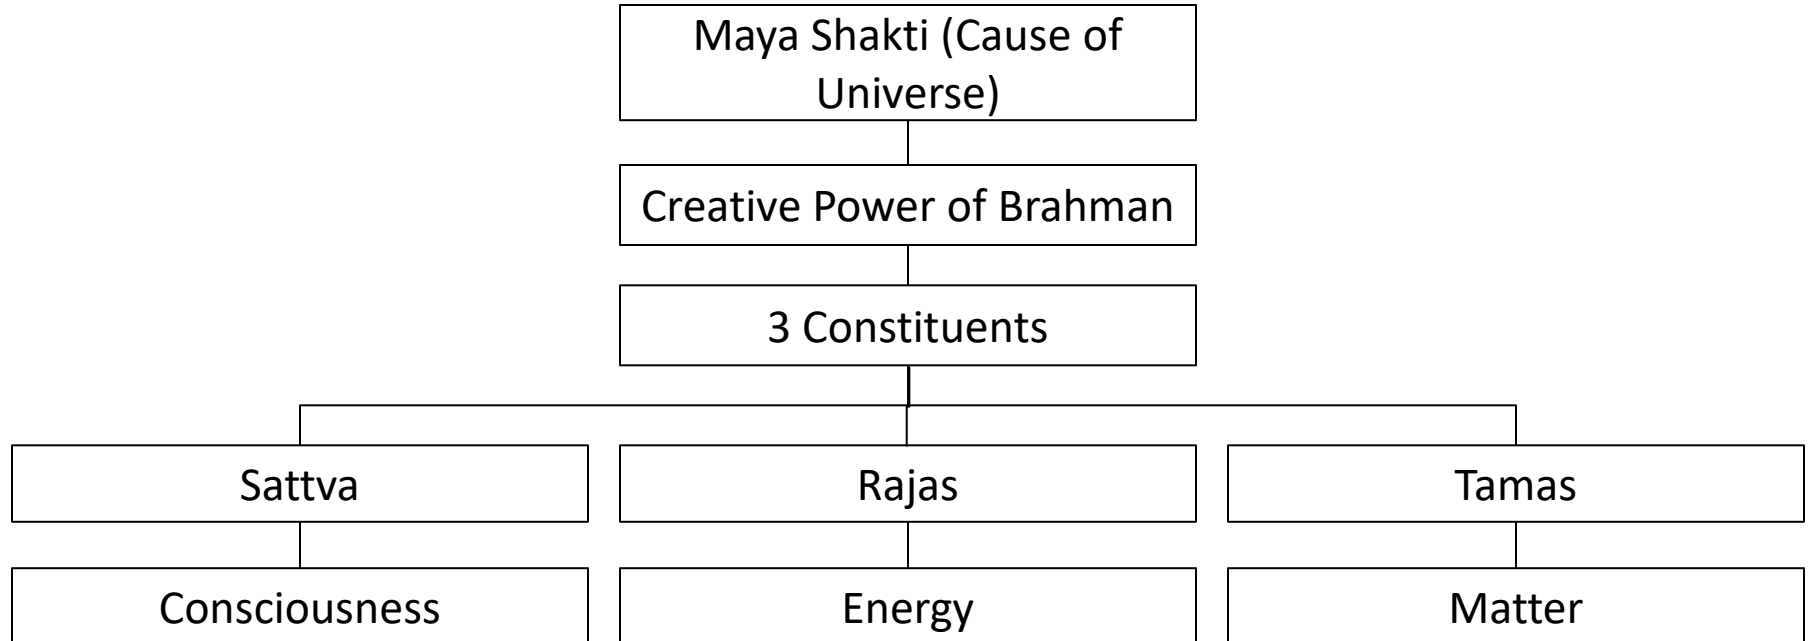 Maya Shakti (Cause of
Universe)
Creative Power of Brahman
3 Constituents
Sattva
Rajas
Tamas
Consciousness
Energy
Matter